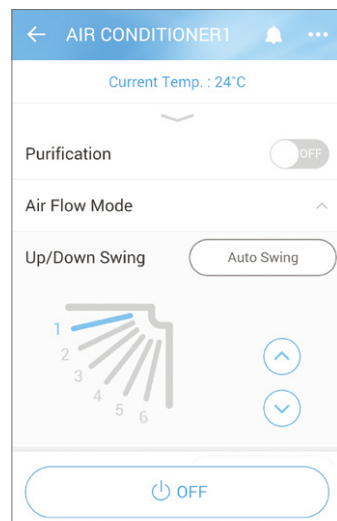 AIR CONDITIONER1
Current Temp. : 24°C
Purification OFF
Air Flow Mode
Up/Down Swing Auto Swing
1
2
3
4
5
6
OFF